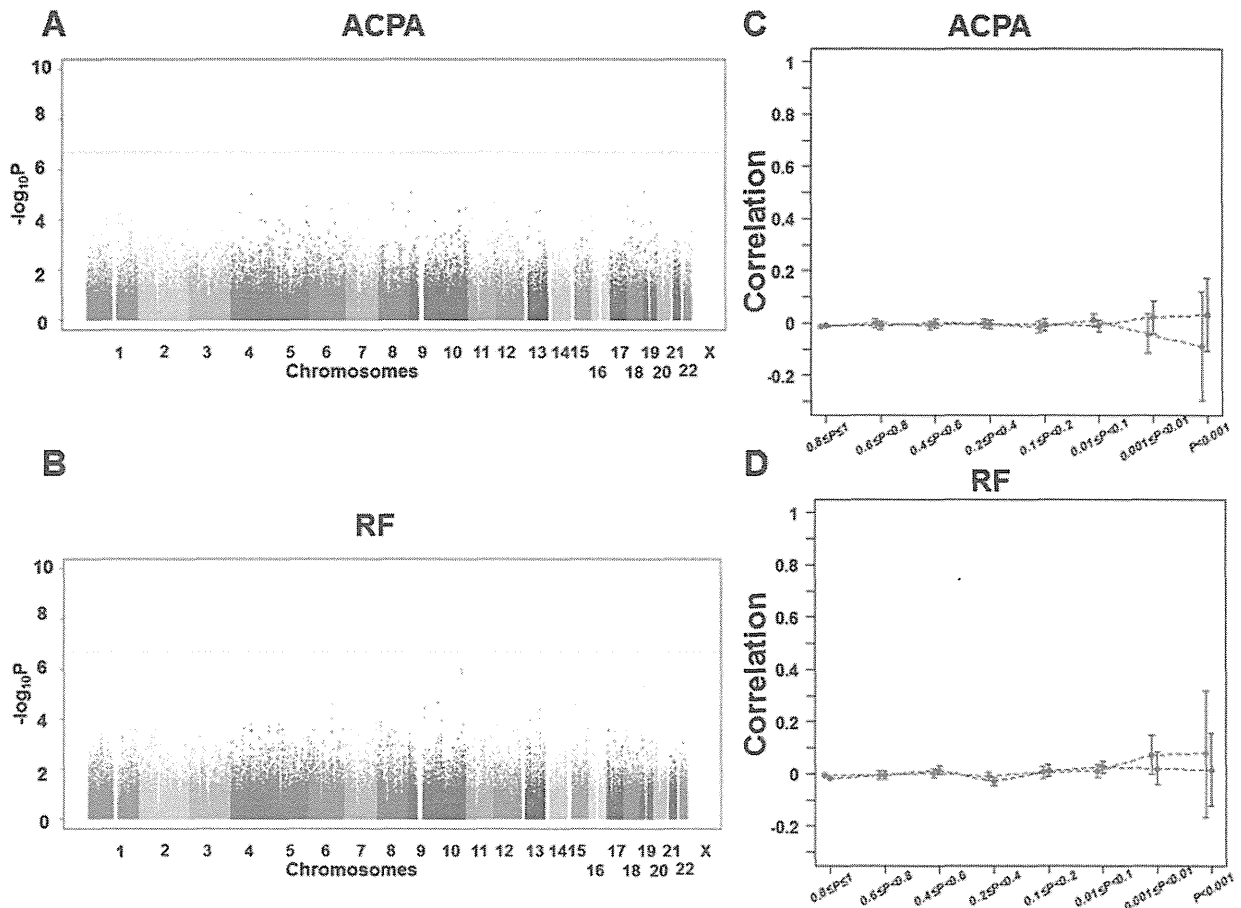 A
ACPA
10
8
6
4
2
0
-log₁₀P
1 2 3 4 5 6 7 8 9 10 11 12 13 14 15 17 19 21 X
16 18 20 22
Chromosomes
B
RF
10
8
6
4
2
0
-log₁₀P
1 2 3 4 5 6 7 8 9 10 11 12 13 14 15 17 19 21 X
16 18 20 22
Chromosomes
C
ACPA
1
0.8
0.6
0.4
0.2
0
-0.2
Correlation
0.8≤P≤1
0.6≤P<0.8
0.4≤P<0.6
0.2≤P<0.4
0.1≤P<0.2
0.01≤P<0.1
0.001≤P<0.01
P<0.001
D
RF
1
0.8
0.6
0.4
0.2
0
-0.2
Correlation
0.8≤P≤1
0.6≤P<0.8
0.4≤P<0.6
0.2≤P<0.4
0.1≤P<0.2
0.01≤P<0.1
0.001≤P<0.01
P<0.001